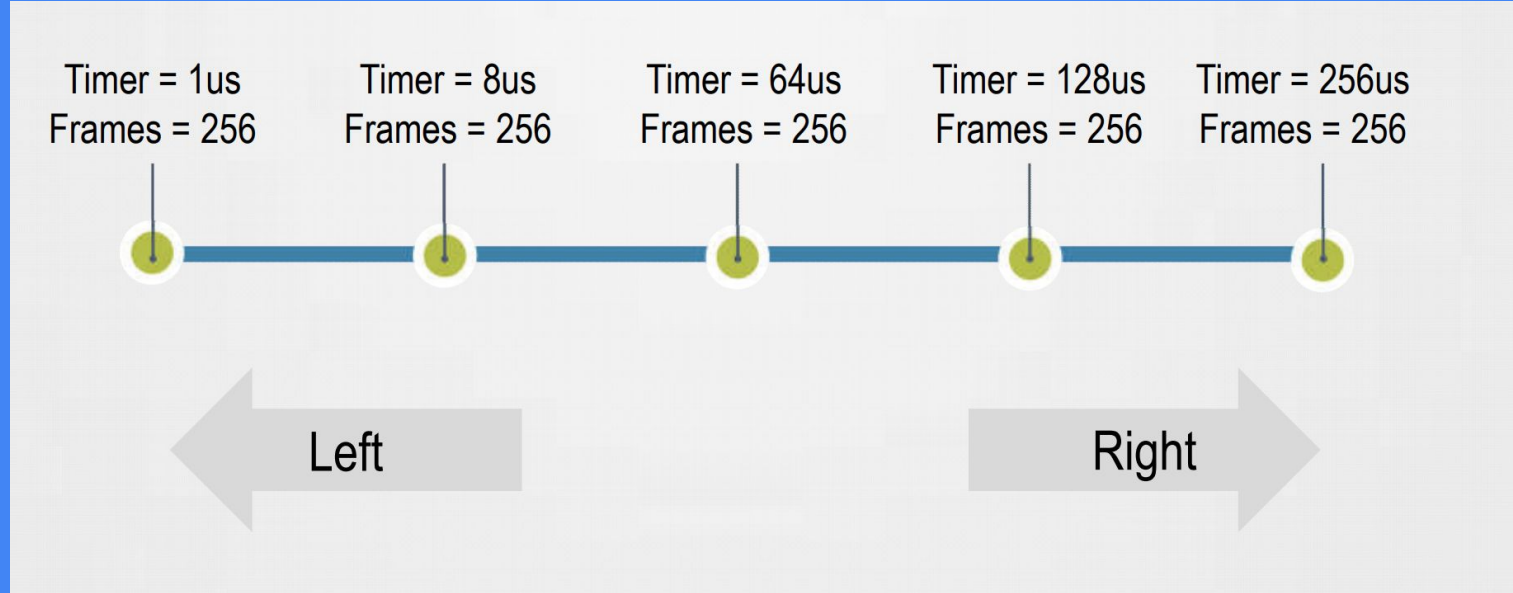 Timer = 1us
Frames = 256
Timer = 8us
Frames = 256
Timer = 64us
Frames = 256
Timer = 128us
Frames = 256
Timer = 256us
Frames = 256
Left
Right